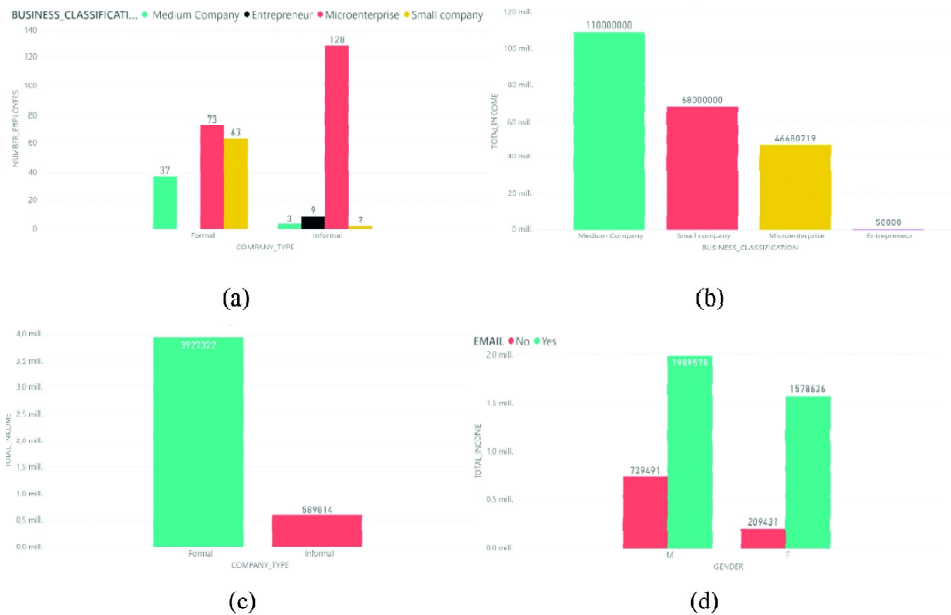 BUSINESS_CLASSIFICATI... Medium Company Entrepreneur Microenterprise Small company
NUMBER_EMPLOYEES
140
120
100
80
60
40
20
0
37
73
63
3
9
128
2
Formal
Informal
COMPANY_TYPE
(a)
TOTAL_INCOME
120 mill.
100 mill.
80 mill.
60 mill.
40 mill.
20 mill.
0 mill.
110000000
68000000
46680719
50000
Medium Company
Small company
Microenterprise
Entrepreneur
BUSINESS_CLASSIFICATION
(b)
TOTAL_INCOME
4,0 mill.
3,5 mill.
3,0 mill.
2,5 mill.
2,0 mill.
1,5 mill.
1,0 mill.
0,5 mill.
0,0 mill.
3927322
589814
Formal
Informal
COMPANY_TYPE
(c)
EMAIL No Yes
TOTAL_INCOME
2.0 mill.
1,5 mill.
1.0 mill.
0.5 mill.
0.0 mill.
739491
1989578
209431
1578636
M
F
GENDER
(d)